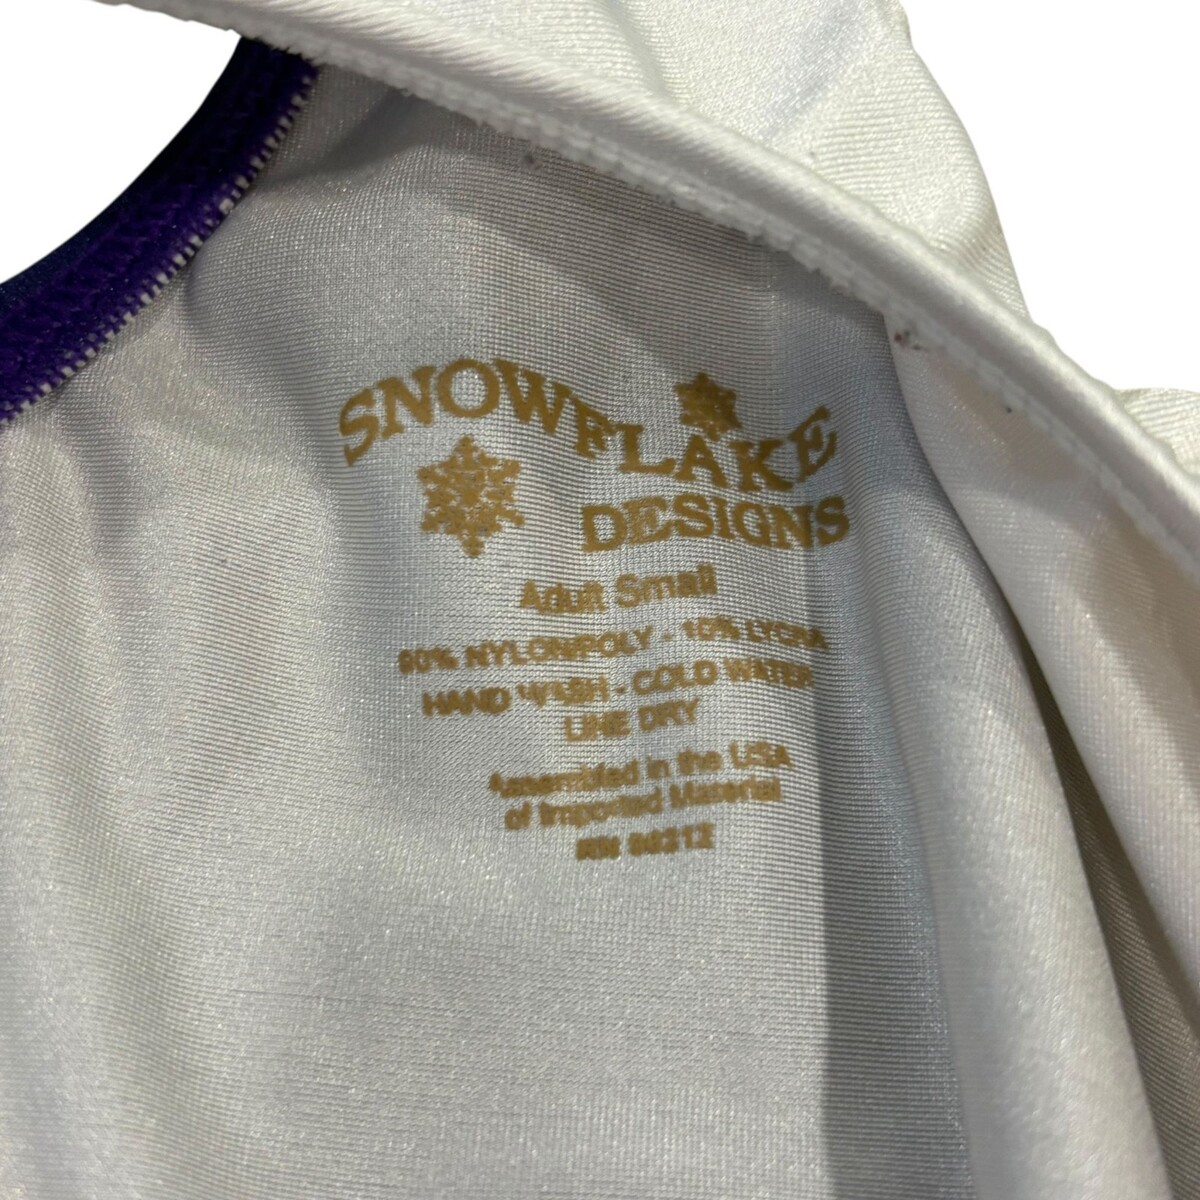 SNOWFLAKE
DESIGNS
Adult Small
90% NYLON/POLY - 10% LYCRA
HAND WASH - COLD WATER
LINE DRY
Assembled in the USA
of Imported Material
RN